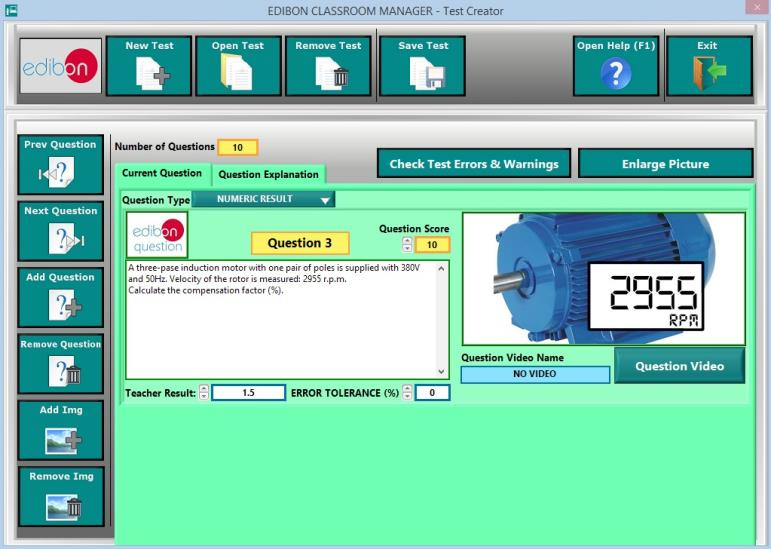 EDIBON CLASSROOM MANAGER - Test Creator
edibon
New Test
Open Test
Remove Test
Save Test
Open Help (F1)
Exit
Prev Question
Next Question
Add Question
Remove Question
Add Img
Remove Img
Number of Questions 10
Check Test Errors & Warnings
Enlarge Picture
Current Question
Question Explanation
Question Type NUMERIC RESULT
edibon
question
Question 3
Question Score
10
A three-pase induction motor with one pair of poles is supplied with 380V
and 50Hz. Velocity of the rotor is measured: 2955 r.p.m.
Calculate the compensation factor (%).
2955
RPM
Question Video Name
NO VIDEO
Question Video
Teacher Result: 1.5 ERROR TOLERANCE (%) 0